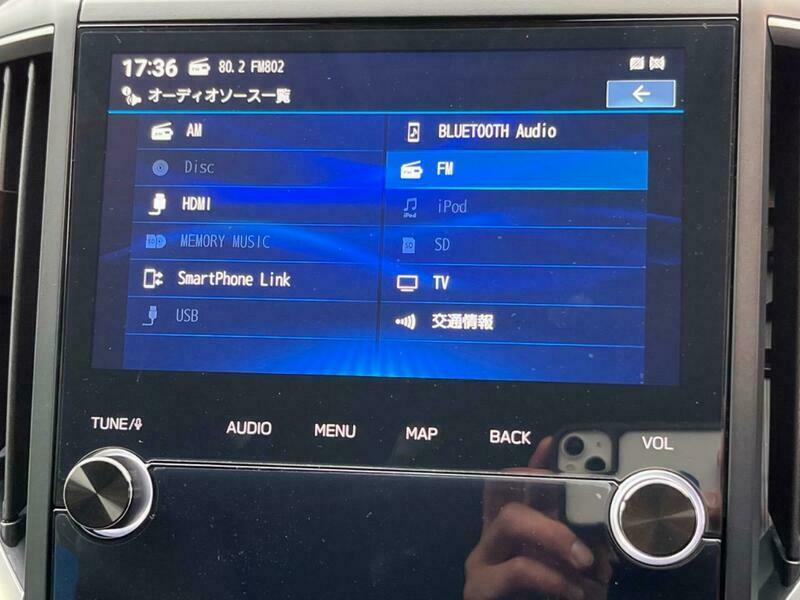 17:36 80.2 FM802
オーディオソース一覧
AM
BLUETOOTH Audio
Disc
FM
HDMI
iPod
MEMORY MUSIC
SD
SmartPhone Link
TV
USB
交通情報
TUNE/
AUDIO
MENU
MAP
BACK
VOL